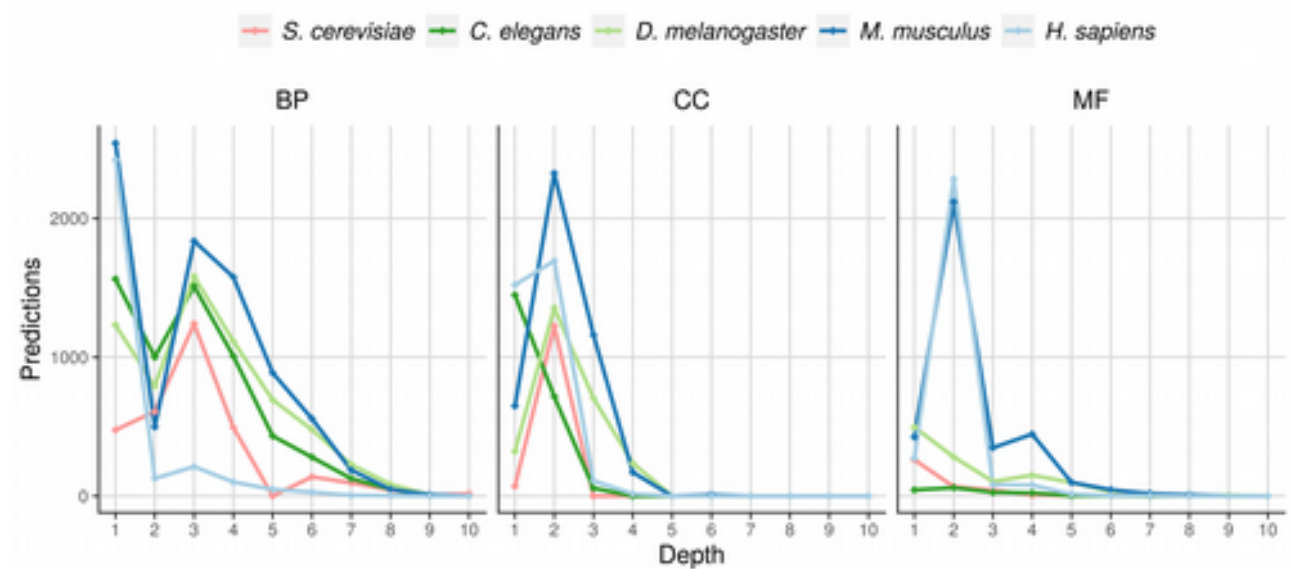 S. cerevisiae C. elegans D. melanogaster M. musculus H. sapiens
BP CC MF
Predictions
2000
1000
0
1 2 3 4 5 6 7 8 9 10 1 2 3 4 5 6 7 8 9 10 1 2 3 4 5 6 7 8 9 10
Depth